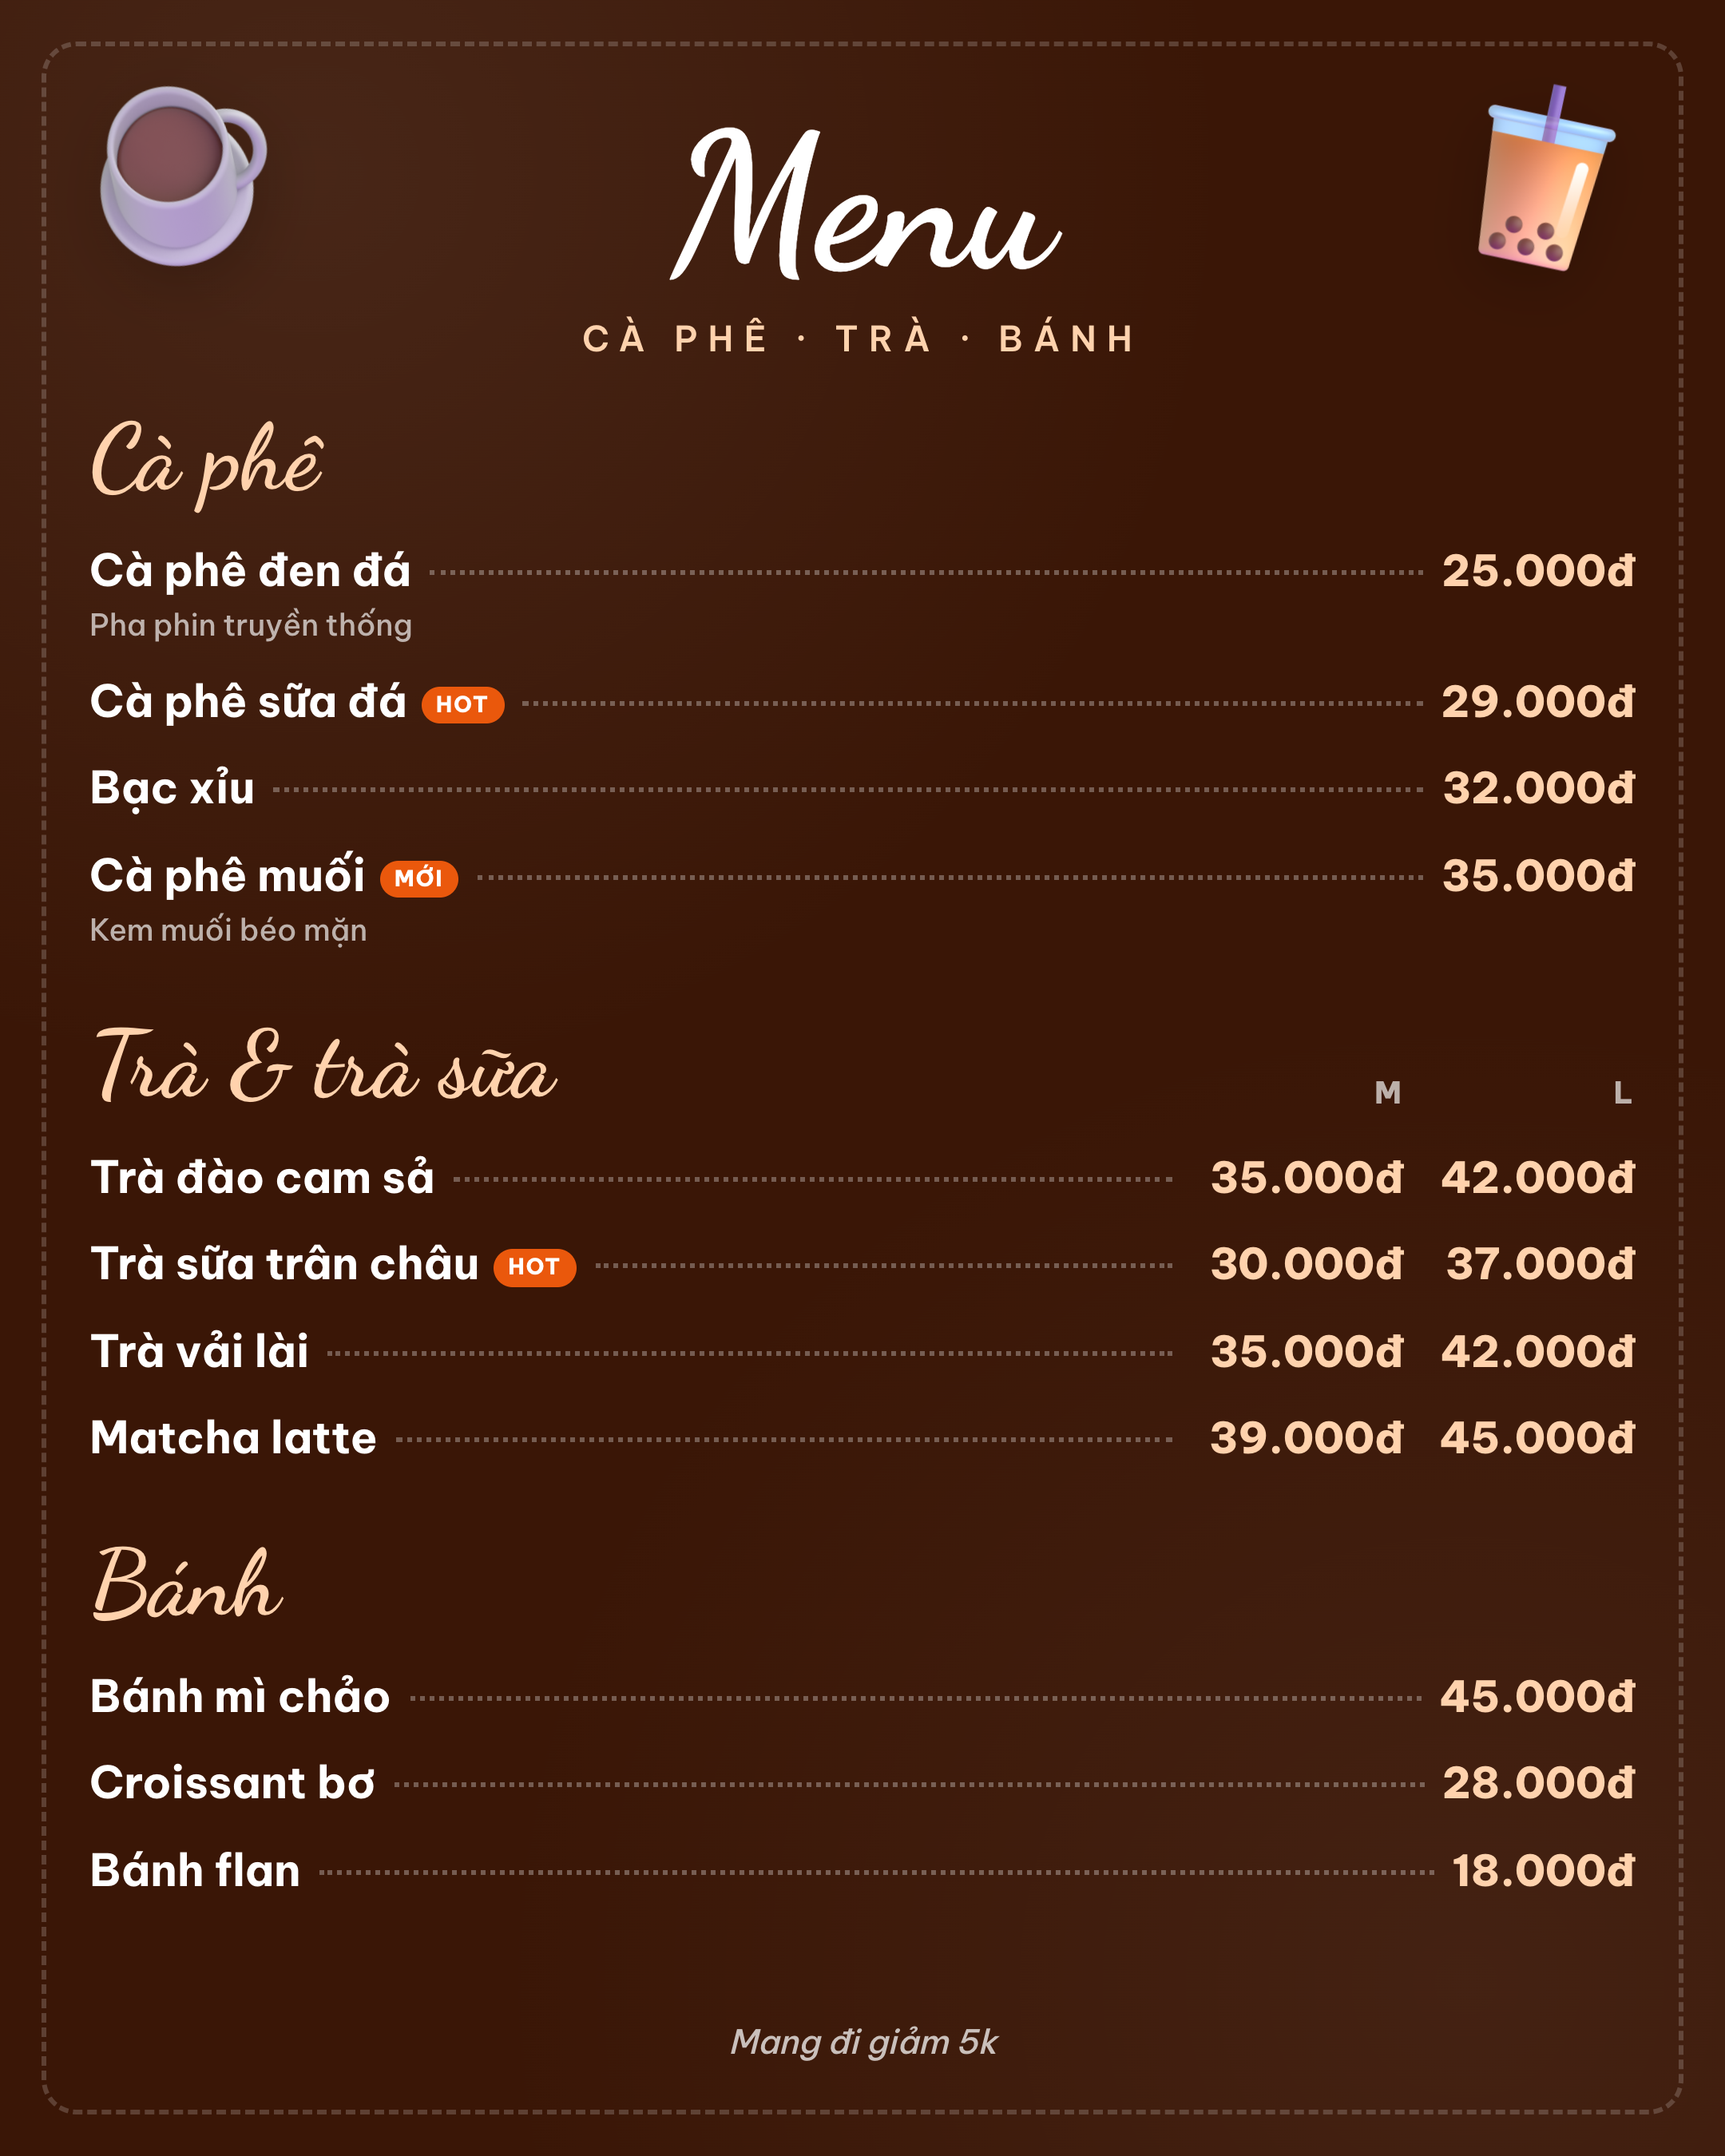 Menu
CÀ PHÊ · TRÀ · BÁNH
Cà phê
Cà phê đen đá 25.000đ
Pha phin truyền thống
Cà phê sữa đá HOT 29.000đ
Bạc xỉu 32.000đ
Cà phê muối MỚI 35.000đ
Kem muối béo mặn
Trà & trà sữa M L
Trà đào cam sả 35.000đ 42.000đ
Trà sữa trân châu HOT 30.000đ 37.000đ
Trà vải lài 35.000đ 42.000đ
Matcha latte 39.000đ 45.000đ
Bánh
Bánh mì chảo 45.000đ
Croissant bơ 28.000đ
Bánh flan 18.000đ
Mang đi giảm 5k